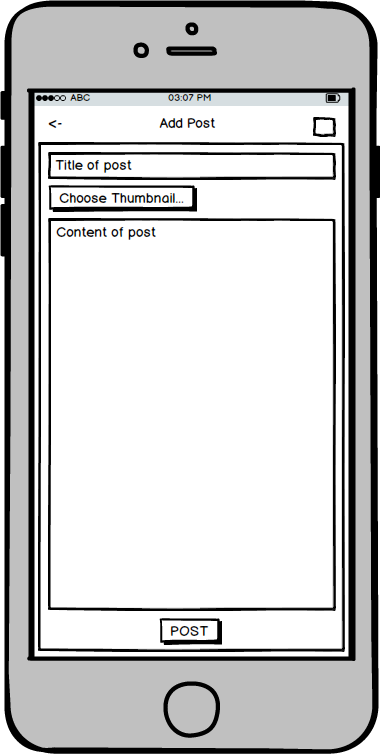 ABC 03:07 PM
<- Add Post
Title of post
Choose Thumbnail...
Content of post
POST